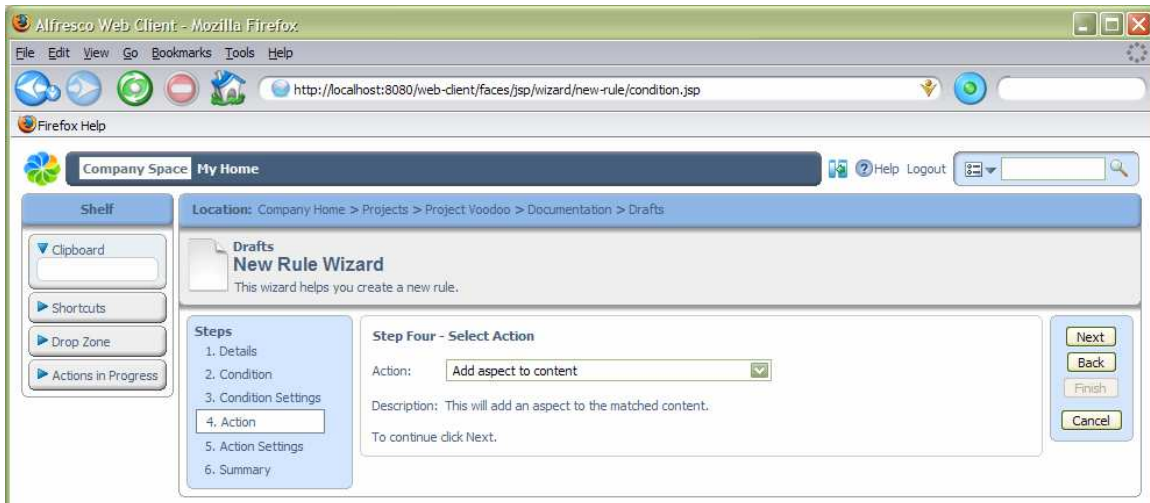 Alfresco Web Client - Mozilla Firefox
File Edit View Go Bookmarks Tools Help
http://localhost:8080/web-client/faces/jsp/wizard/new-rule/condition.jsp
Firefox Help
Company Space My Home
Help Logout
Shelf
Location: Company Home > Projects > Project Voodoo > Documentation > Drafts
Clipboard
Shortcuts
Drop Zone
Actions in Progress
Drafts
New Rule Wizard
This wizard helps you create a new rule.
Steps
1. Details
2. Condition
3. Condition Settings
4. Action
5. Action Settings
6. Summary
Step Four - Select Action
Action: Add aspect to content
Description: This will add an aspect to the matched content.
To continue click Next.
Next
Back
Finish
Cancel